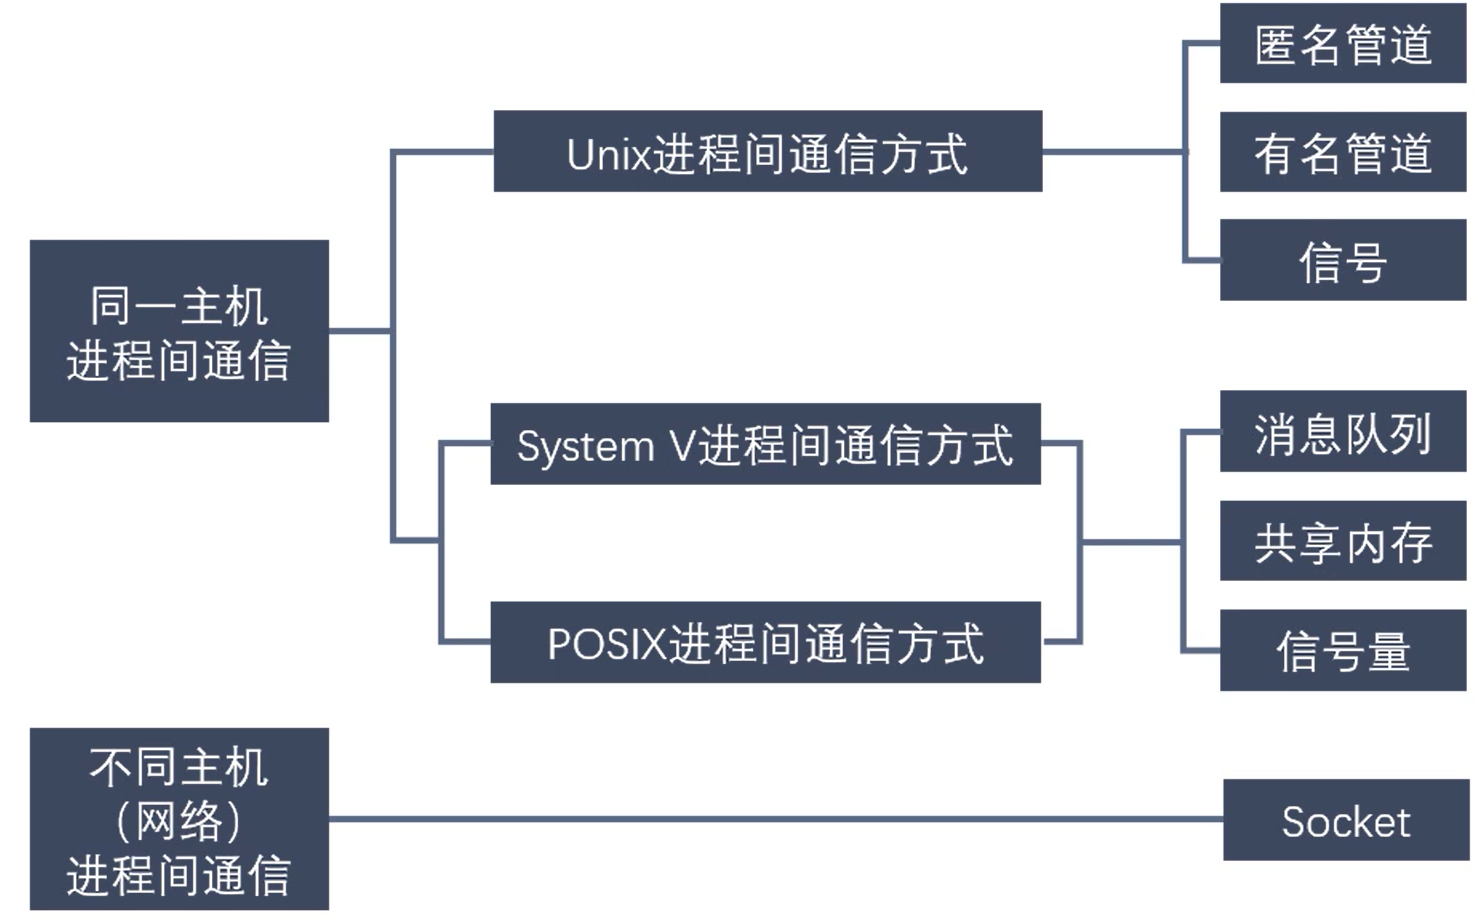 匿名管道
Unix进程间通信方式
有名管道
信号
同一主机
进程间通信
System V进程间通信方式
消息队列
共享内存
POSIX进程间通信方式
信号量
不同主机
（网络）
进程间通信
Socket